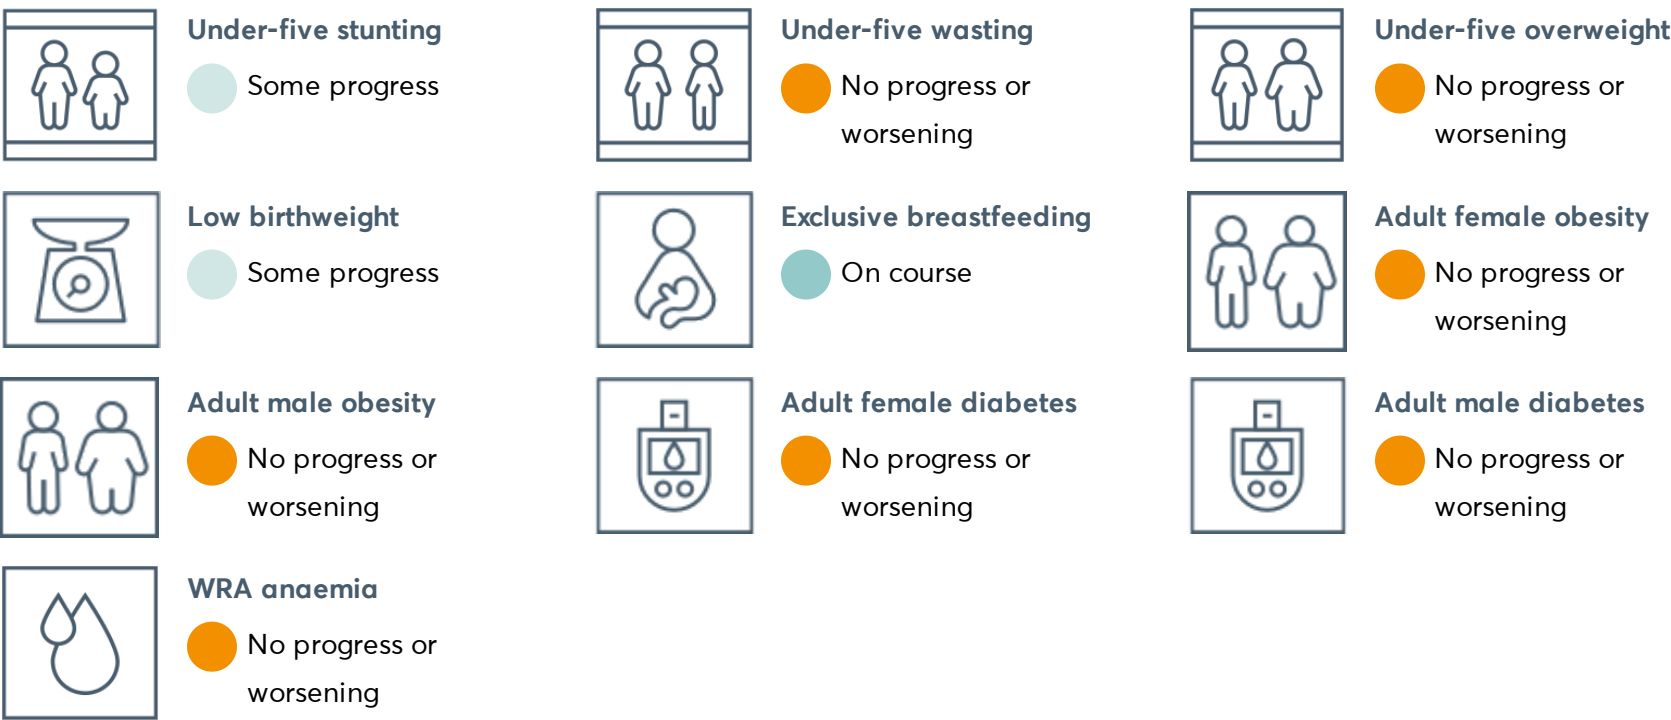 Under-five stunting
Some progress
Under-five wasting
No progress or
worsening
Under-five overweight
No progress or
worsening
Low birthweight
Some progress
Exclusive breastfeeding
On course
Adult female obesity
No progress or
worsening
Adult male obesity
No progress or
worsening
Adult female diabetes
No progress or
worsening
Adult male diabetes
No progress or
worsening
WRA anaemia
No progress or
worsening